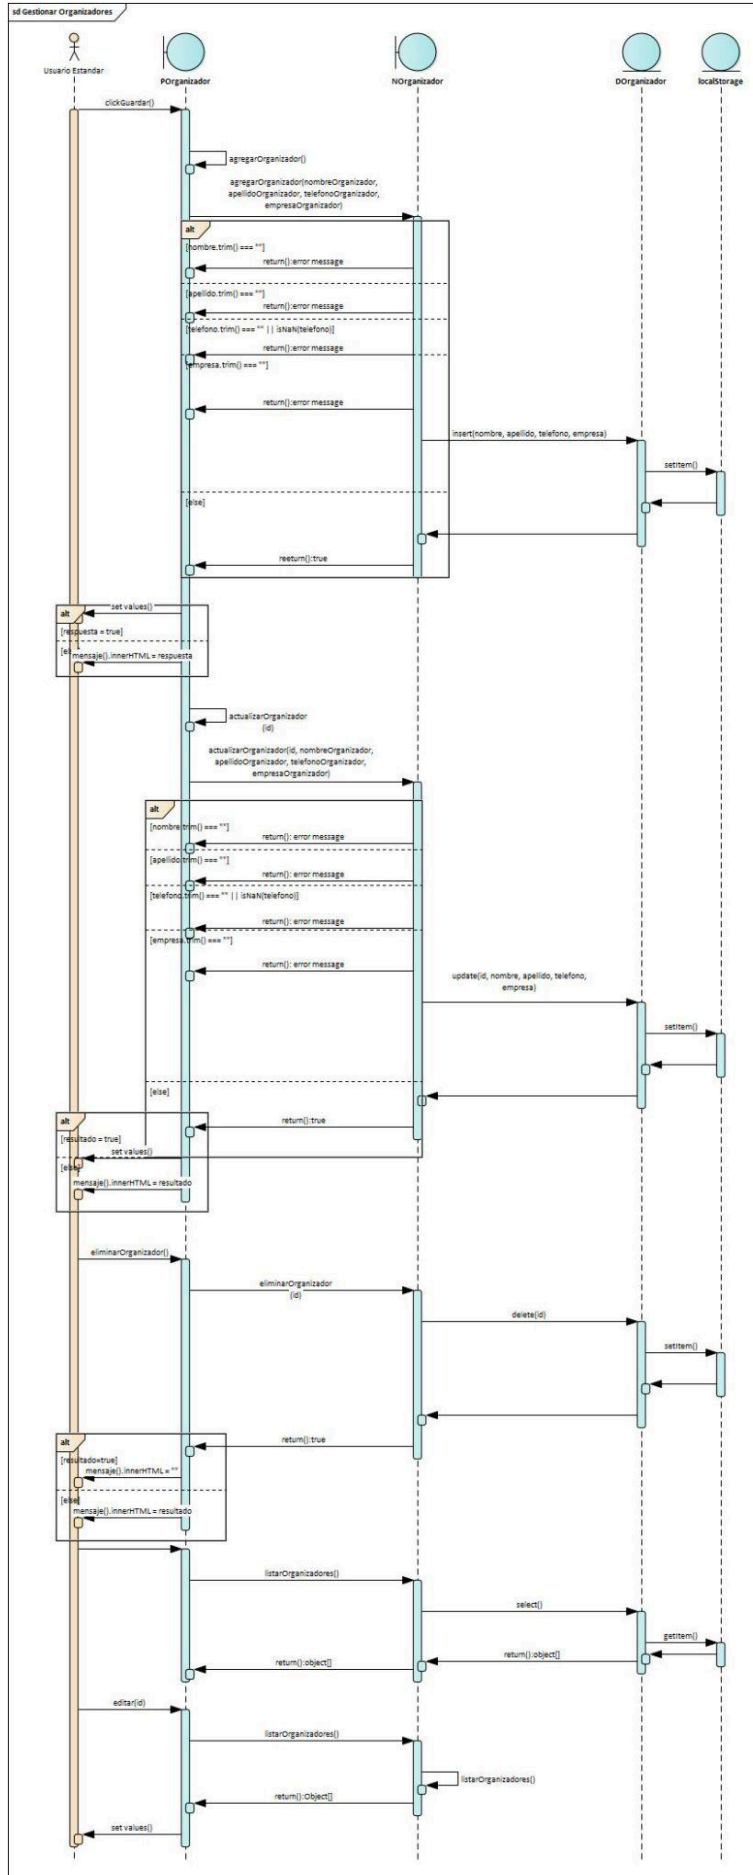 sd Gestionar Organizadores
Usuario Estandar
POrganizador
NOrganizador
DOrganizador
localStorage
clickGuardar()
agregarOrganizador()
agregarOrganizador(nombreOrganizador,
apellidoOrganizador, telefonoOrganizador,
empresaOrganizador)
alt
[nombre.trim() === ""]
return():error message
[apellido.trim() === ""]
return():error message
[telefono.trim() === "" || isNaN(telefono)]
return():error message
[empresa.trim() === ""]
return():error message
insert(nombre, apellido, telefono, empresa)
setItem()
[else]
reeturn():true
alt
set values()
[respuesta = true]
mensaje().innerHTML = respuesta
actualizarOrganizador
(id)
actualizarOrganizador(id, nombreOrganizador,
apellidoOrganizador, telefonoOrganizador,
empresaOrganizador)
alt
[nombre.trim() === ""]
return(): error message
[apellido.trim() === ""]
return(): error message
[telefono.trim() === "" || isNaN(telefono)]
return(): error message
[empresa.trim() === ""]
return(): error message
update(id, nombre, apellido, telefono,
empresa)
setItem()
[else]
alt
return():true
[resultado = true]
set values()
[else]
mensaje().innerHTML = resultado
eliminarOrganizador()
eliminarOrganizador
(id)
delete(id)
setItem()
alt
return():true
[resultado=true]
mensaje().innerHTML = ""
[else]
mensaje().innerHTML = resultado
listarOrganizadores()
select()
getItem()
return():object[]
return():object[]
editar(id)
listarOrganizadores()
listarOrganizadores()
return():Object[]
set values()